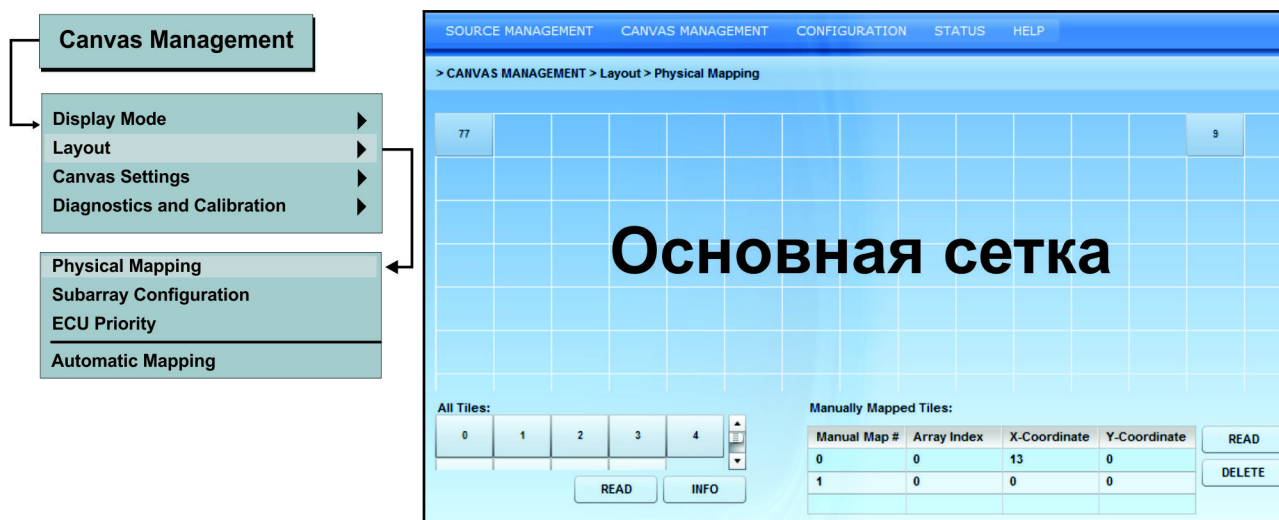 Canvas Management
Display Mode
Layout
Canvas Settings
Diagnostics and Calibration
Physical Mapping
Subarray Configuration
ECU Priority
Automatic Mapping
SOURCE MANAGEMENT CANVAS MANAGEMENT CONFIGURATION STATUS HELP
> CANVAS MANAGEMENT > Layout > Physical Mapping
77 9
Основная сетка
All Tiles:
0 1 2 3 4
READ INFO
Manually Mapped Tiles:
Manual Map # Array Index X-Coordinate Y-Coordinate
0 0 13 0
1 0 0 0
READ
DELETE